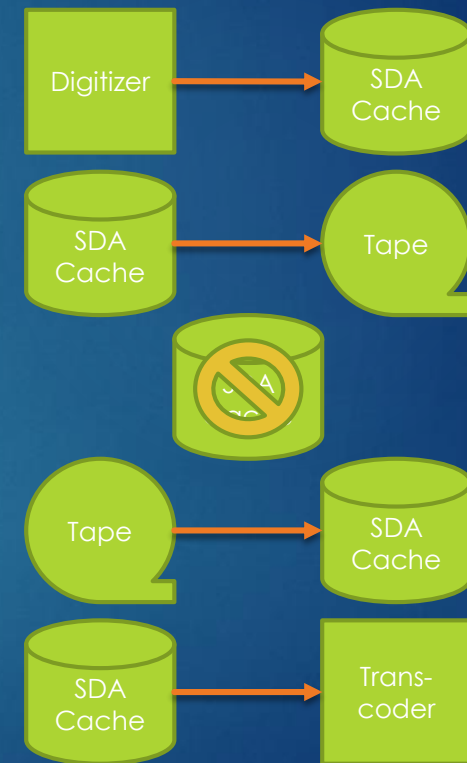 Digitizer
SDA
Cache
SDA
Cache
Tape
Tape
SDA
Cache
SDA
Cache
Trans-
coder